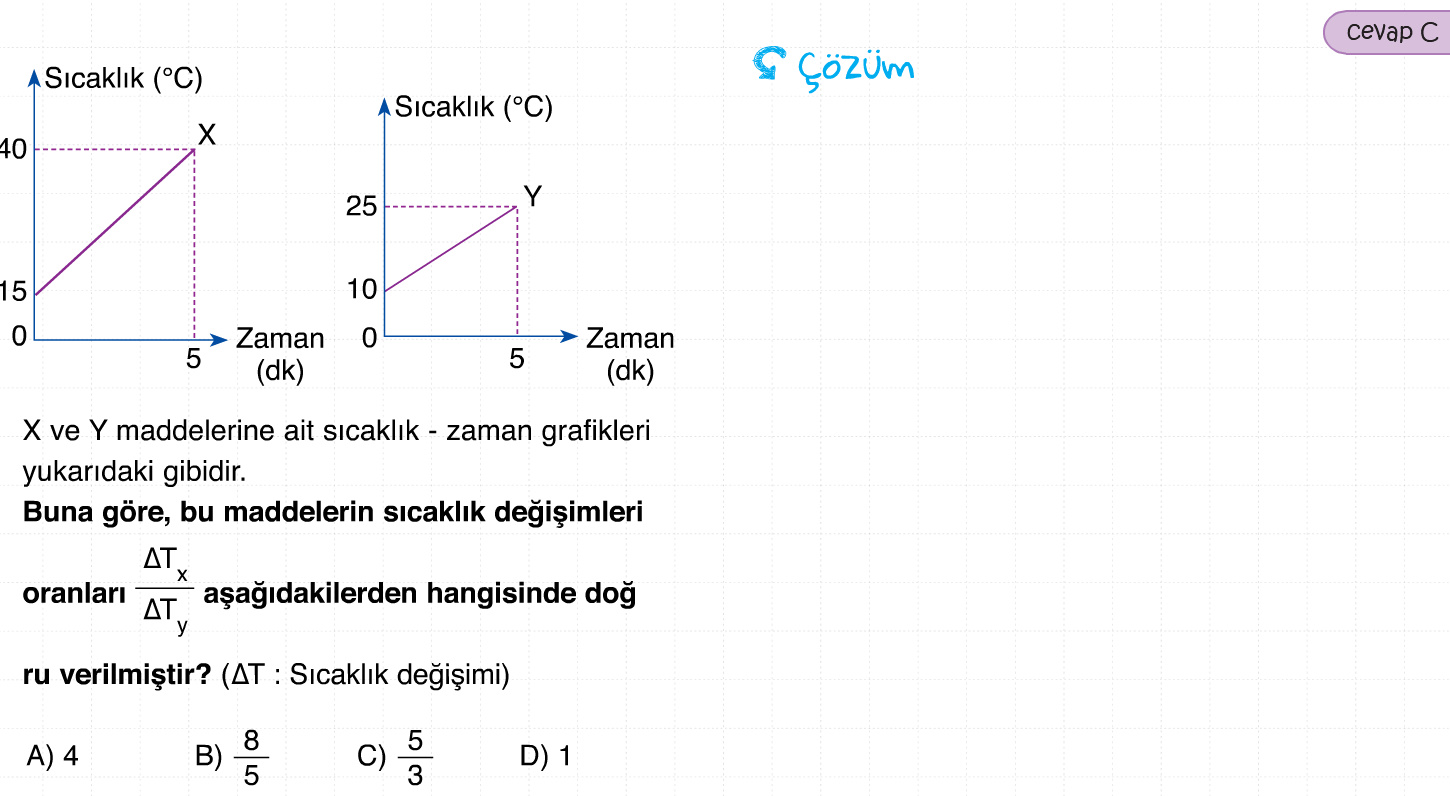 cevap C
Çözüm
Sıcaklık (°C)
X
40
15
0
5
Zaman
(dk)
Sıcaklık (°C)
Y
25
10
0
5
Zaman
(dk)
X ve Y maddelerine ait sıcaklık - zaman grafikleri
yukarıdaki gibidir.
Buna göre, bu maddelerin sıcaklık değişimleri
oranları ΔTx / ΔTy aşağıdakilerden hangisinde doğ
ru verilmiştir? (ΔT : Sıcaklık değişimi)
A) 4 B) 8/5 C) 5/3 D) 1